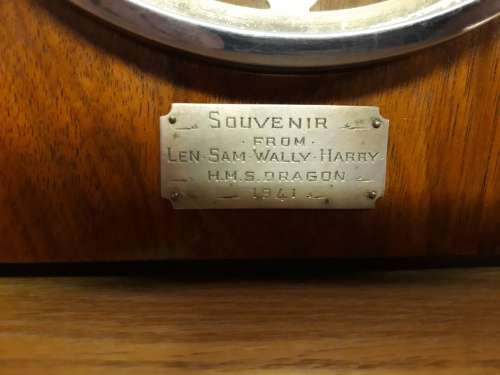 SOUVENIR
· FROM ·
LEN · SAM · WALLY · HARRY
H.M.S. DRAGON
1941